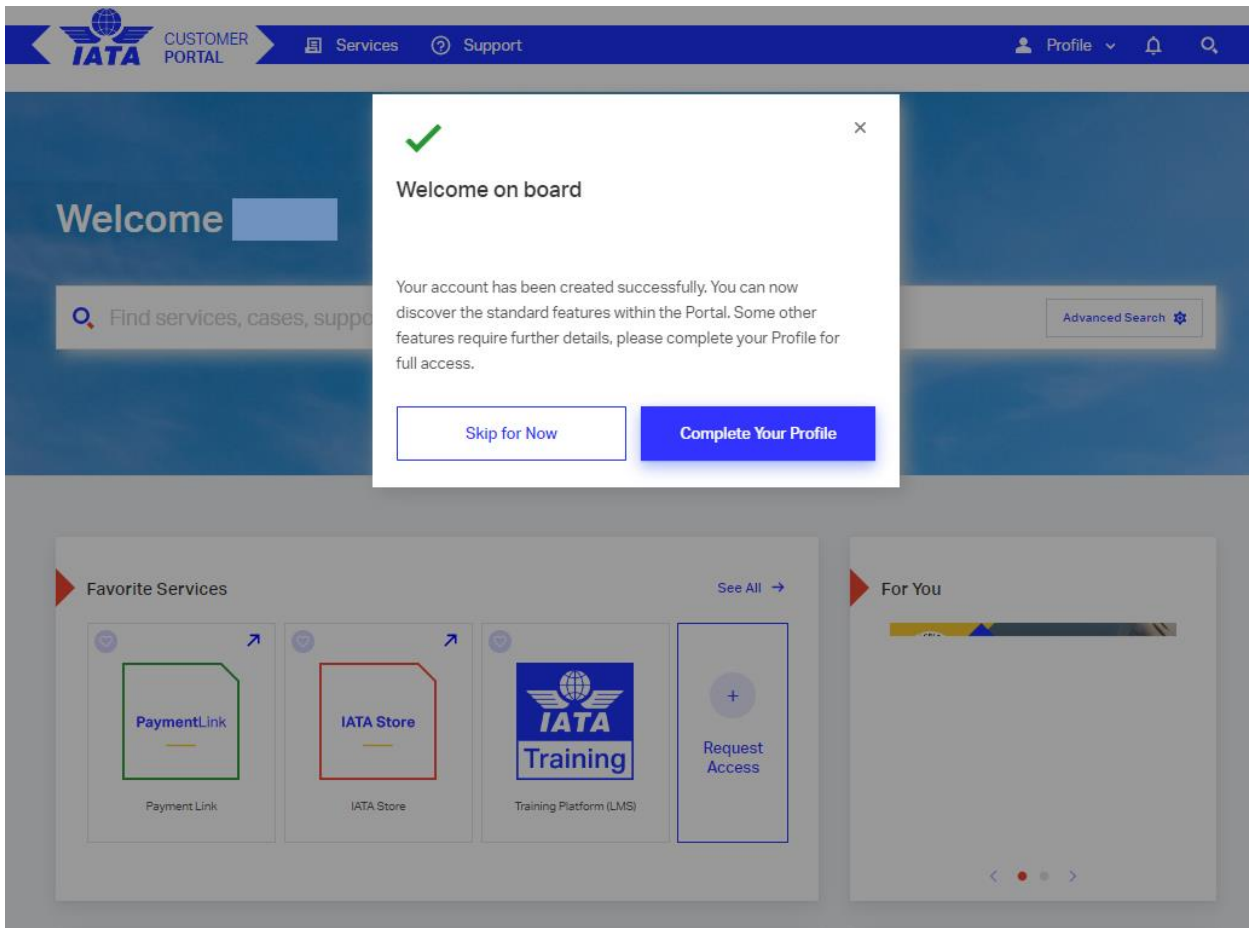 IATA
CUSTOMER
PORTAL
Services
Support
Profile
Welcome on board
Welcome
Your account has been created successfully. You can now
discover the standard features within the Portal. Some other
features require further details, please complete your Profile for
full access.
Find services, cases, suppo
Advanced Search
Skip for Now
Complete Your Profile
Favorite Services
See All →
For You
PaymentLink
IATA Store
IATA
Training
+
Request
Access
Payment Link
IATA Store
Training Platform (LMS)